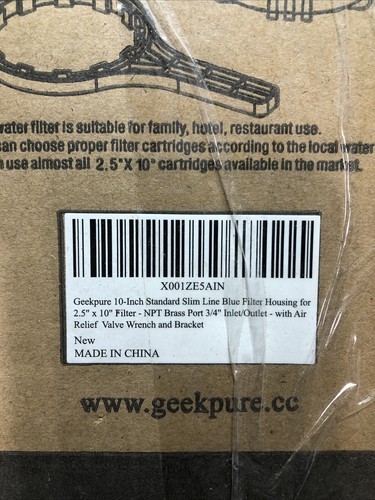 water filter is suitable for family, hotel, restaurant use.
can choose proper filter cartridges according to the local water
use almost all 2.5"X 10" cartridges available in the market.
X001ZE5AIN
Geekpure 10-Inch Standard Slim Line Blue Filter Housing for
2.5" x 10" Filter - NPT Brass Port 3/4" Inlet/Outlet - with Air
Relief Valve Wrench and Bracket
New
MADE IN CHINA
www.geekpure.cc